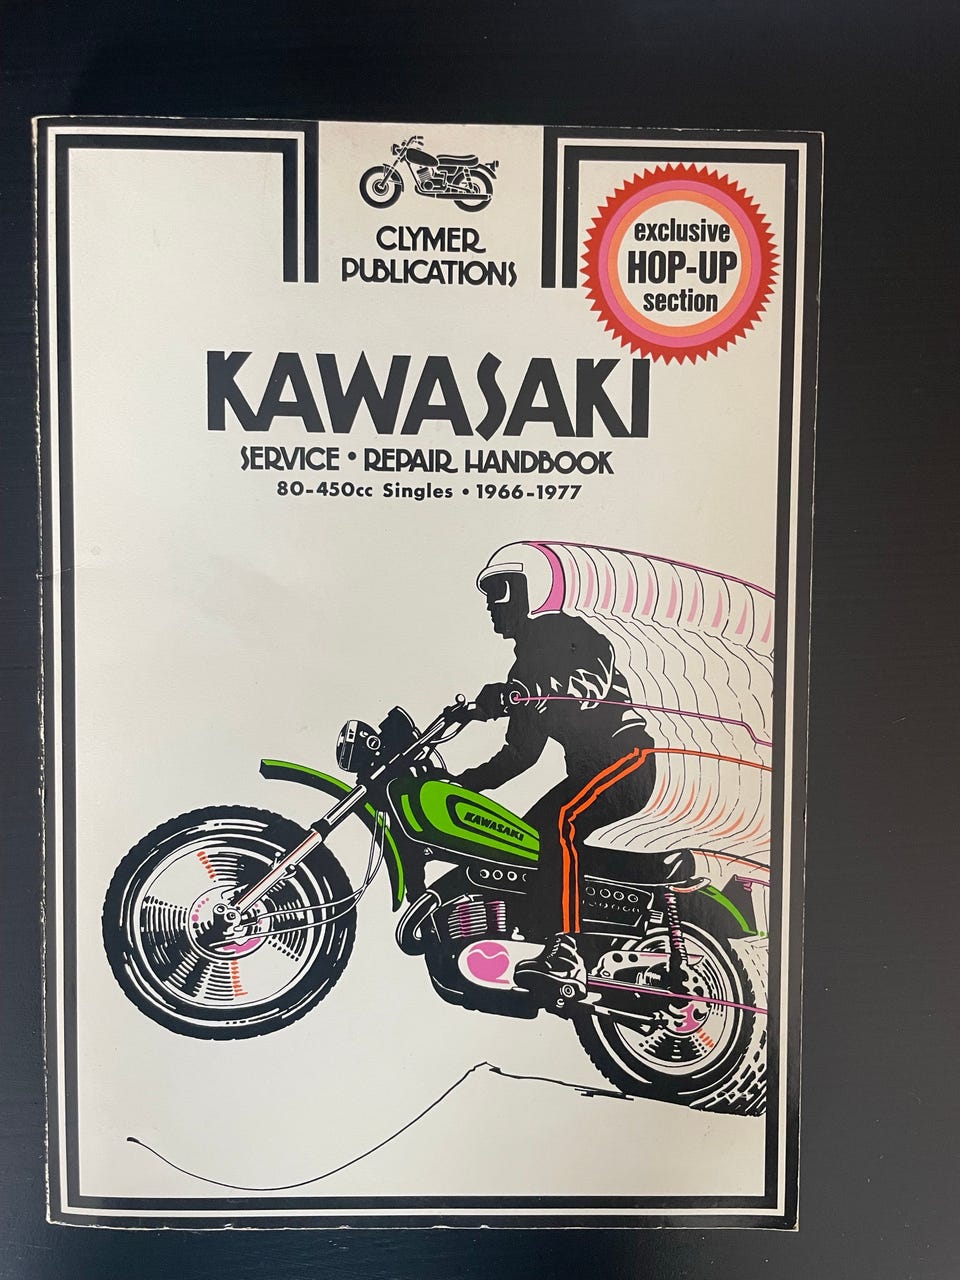 CLYMER
PUBLICATIONS
exclusive
HOP-UP
section
KAWASAKI
SERVICE • REPAIR HANDBOOK
80-450cc Singles • 1966-1977
KAWASAKI